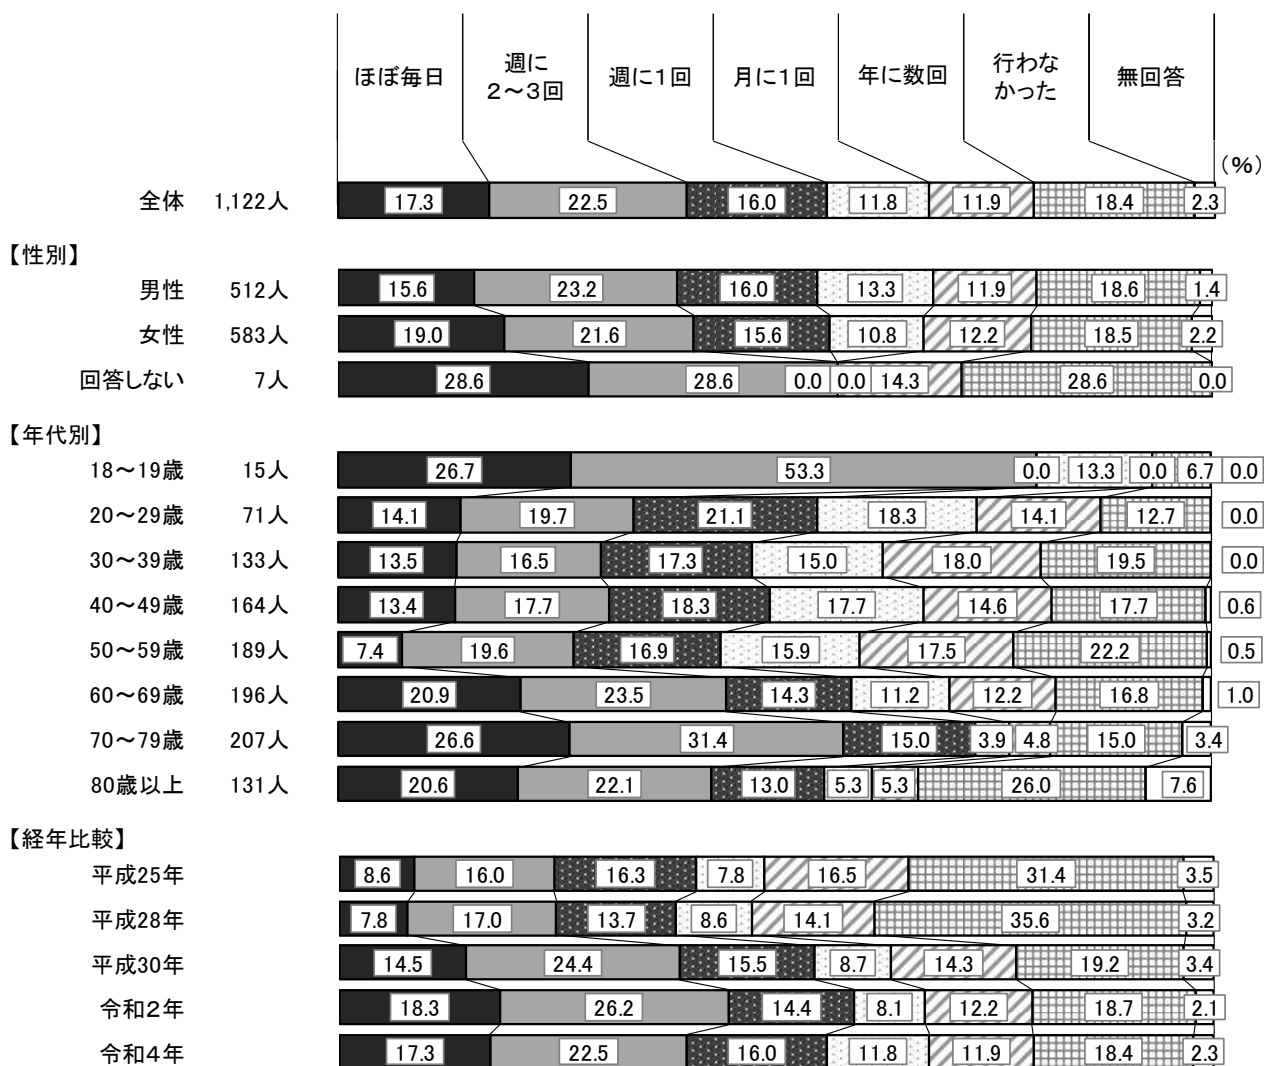 ほぼ毎日 週に２～３回 週に１回 月に１回 年に数回 行わなかった 無回答
(%)
全体 1,122人 17.3 22.5 16.0 11.8 11.9 18.4 2.3
【性別】
男性 512人 15.6 23.2 16.0 13.3 11.9 18.6 1.4
女性 583人 19.0 21.6 15.6 10.8 12.2 18.5 2.2
回答しない 7人 28.6 28.6 0.0 0.0 14.3 28.6 0.0
【年代別】
18～19歳 15人 26.7 53.3 0.0 13.3 0.0 6.7 0.0
20～29歳 71人 14.1 19.7 21.1 18.3 14.1 12.7 0.0
30～39歳 133人 13.5 16.5 17.3 15.0 18.0 19.5 0.0
40～49歳 164人 13.4 17.7 18.3 17.7 14.6 17.7 0.6
50～59歳 189人 7.4 19.6 16.9 15.9 17.5 22.2 0.5
60～69歳 196人 20.9 23.5 14.3 11.2 12.2 16.8 1.0
70～79歳 207人 26.6 31.4 15.0 3.9 4.8 15.0 3.4
80歳以上 131人 20.6 22.1 13.0 5.3 5.3 26.0 7.6
【経年比較】
平成25年 8.6 16.0 16.3 7.8 16.5 31.4 3.5
平成28年 7.8 17.0 13.7 8.6 14.1 35.6 3.2
平成30年 14.5 24.4 15.5 8.7 14.3 19.2 3.4
令和２年 18.3 26.2 14.4 8.1 12.2 18.7 2.1
令和４年 17.3 22.5 16.0 11.8 11.9 18.4 2.3